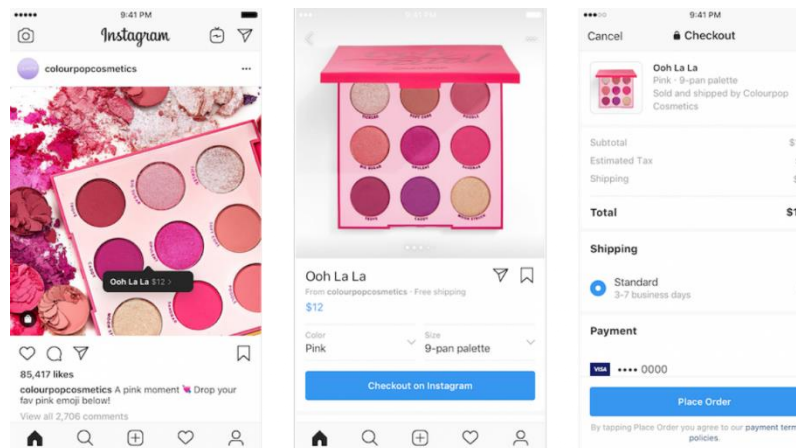 9:41 PM
Instagram
colourpopcosmetics
Ooh La La $12 >
85,417 likes
colourpopcosmetics A pink moment 💘 Drop your
fav pink emoji below!
View all 2,706 comments
9:41 PM
Ooh La La
From colourpopcosmetics · Free shipping
$12
Color
Pink
Size
9-pan palette
Checkout on Instagram
9:41 PM
Cancel
Checkout
Ooh La La
Pink · 9-pan palette
Sold and shipped by Colourpop
Cosmetics
Subtotal
Estimated Tax
Shipping
Total
Shipping
Standard
3-7 business days
Payment
VISA •••• 0000
Place Order
By tapping Place Order you agree to our payment term
policies.